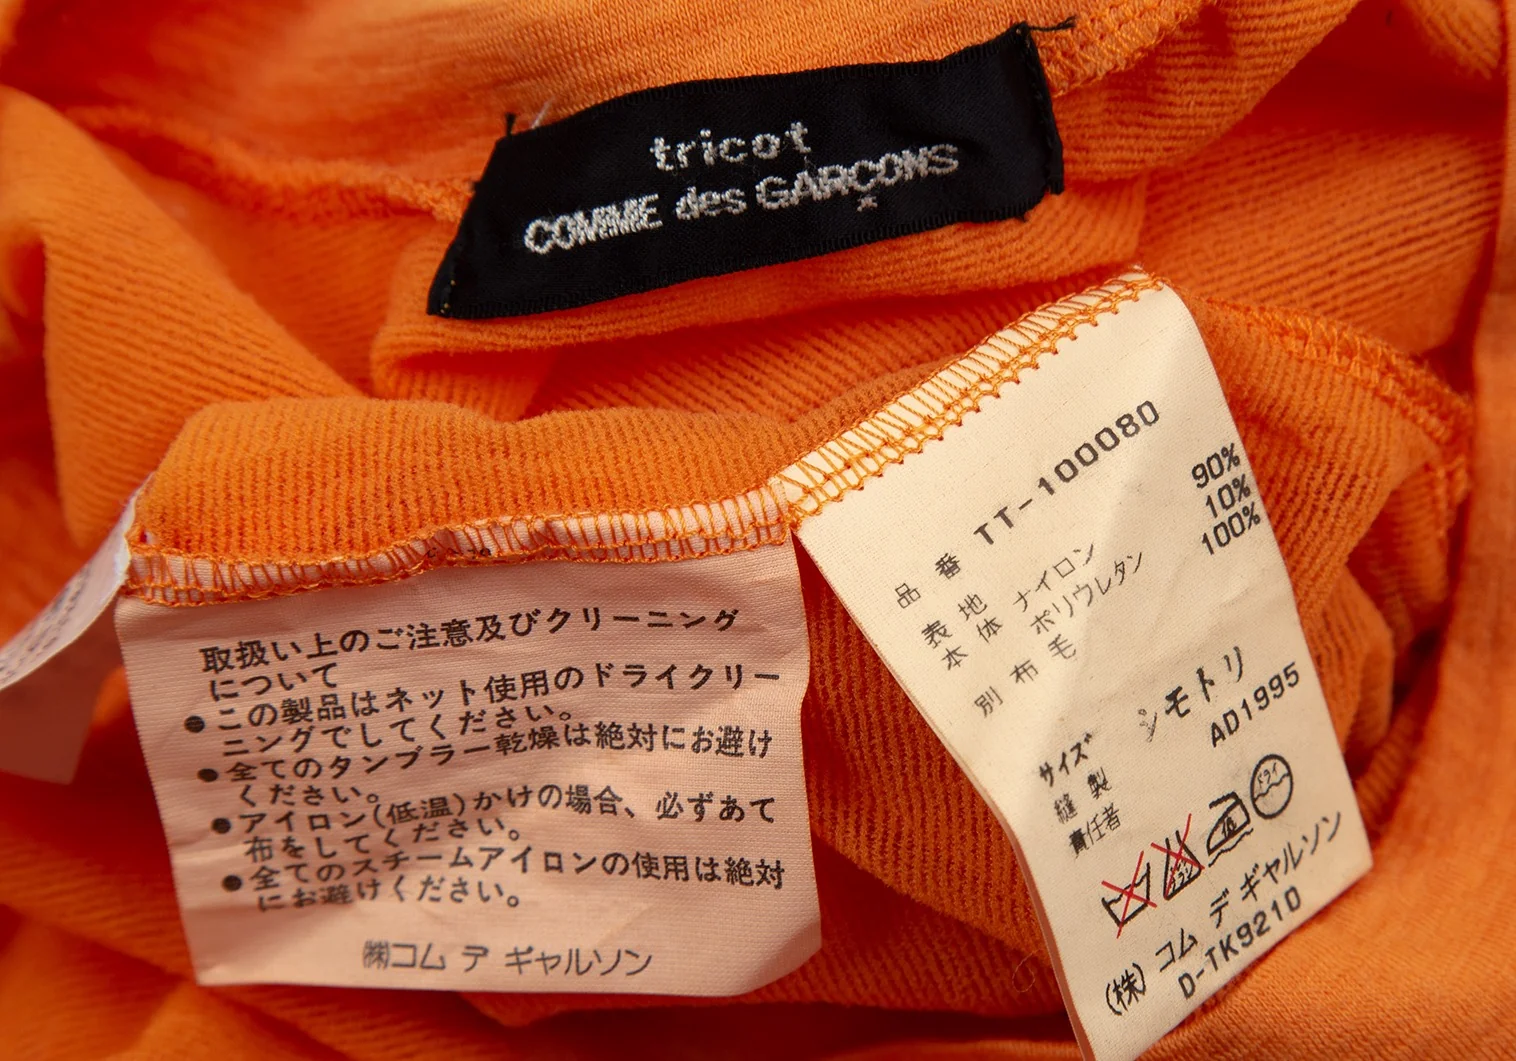 tricot
COMME des GARÇONS
取扱い上のご注意及びクリーニング
について
●この製品はネット使用のドライクリー
ニングでしてください。
●全てのタンブラー乾燥は絶対にお避け
ください。
●アイロン(低温)かけの場合、必ずあて
布をしてください。
●全てのスチームアイロンの使用は絶対
にお避けください。
㈱コム デ ギャルソン
品番 TT-100080
表地 ナイロン 90%
本体 ポリウレタン 10%
別布 毛 100%
サイズ
縫製 シモトリ
責任者 AD1995
ドライ
(株) コム デ ギャルソン
D-TK9210